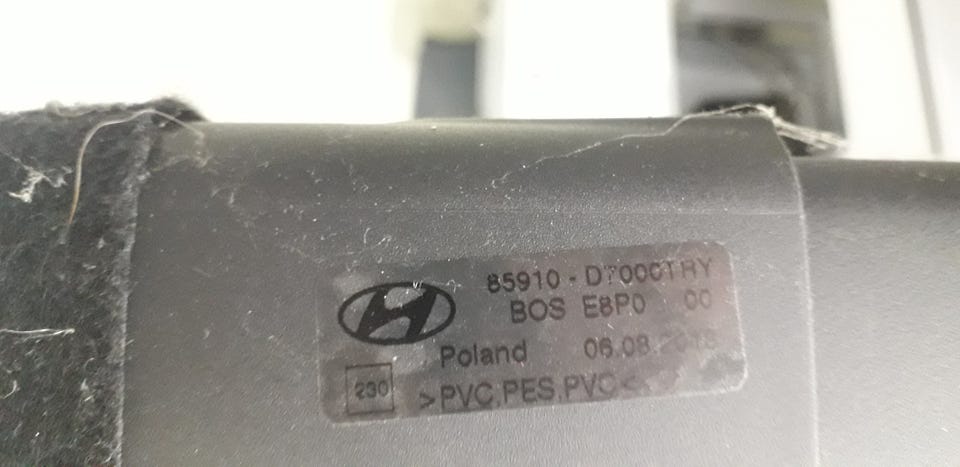 85910 - D7000TRY
BOS E8P0 00
Poland 06.08.2018
230 >PVC,PES,PVC<